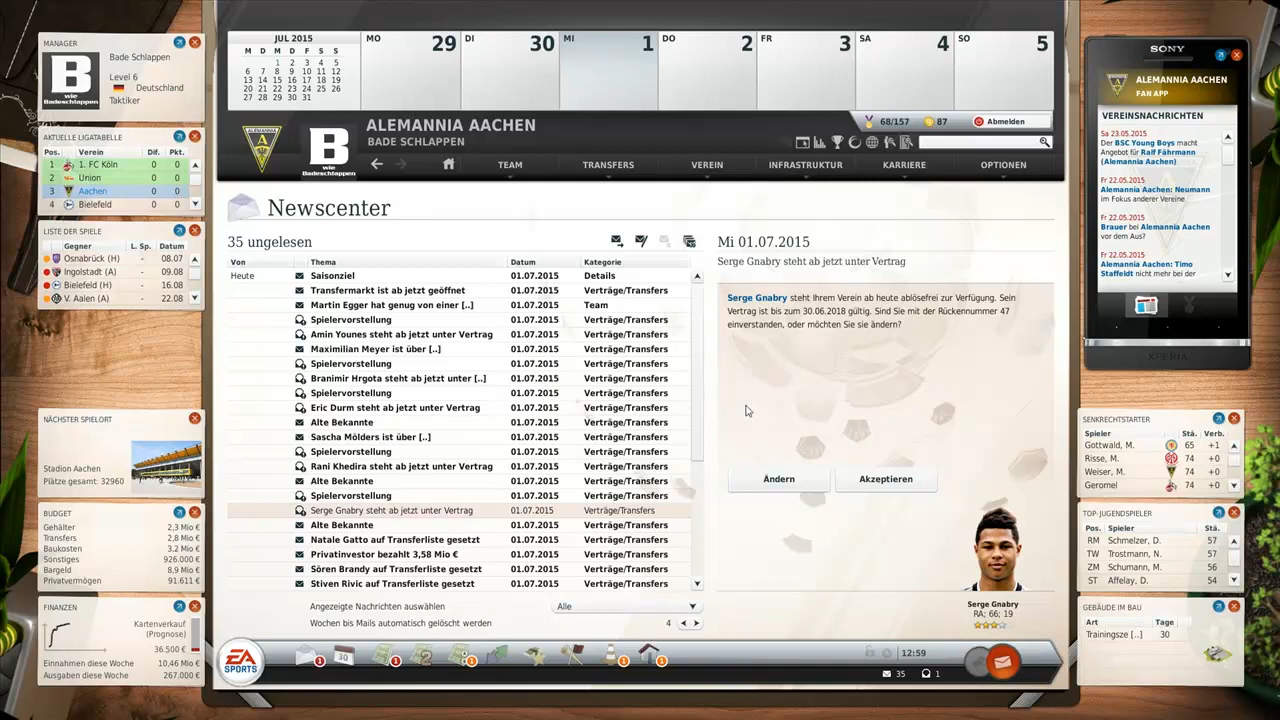 MANAGER
Bade Schlappen
Level 6
Deutschland
Taktiker
B
wie
Badeschlappen
AKTUELLE LIGATABELLE
Pos. Verein Dif. Pkt.
1 1. FC Köln 0 0
2 Union 0 0
3 Aachen 0 0
4 Bielefeld 0 0
LISTE DER SPIELE
Gegner L. Sp. Datum
Osnabrück (H) - 08.07
Ingolstadt (A) - 09.08
Bielefeld (H) - 16.08
V. Aalen (A) - 22.08
NÄCHSTER SPIELORT
Stadion Aachen
Plätze gesamt: 32960
BUDGET
Gehälter 2,3 Mio €
Transfers 2,8 Mio €
Baukosten 3,2 Mio €
Sonstiges 926.000 €
Bargeld 8,9 Mio €
Privatvermögen 91.611 €
FINANZEN
Kartenverkauf
(Prognose)
36.500 €
Einnahmen diese Woche 10,46 Mio €
Ausgaben diese Woche 267.000 €
JUL 2015
M D M D F S S
1 2 3 4 5
6 7 8 9 10 11 12
13 14 15 16 17 18 19
20 21 22 23 24 25 26
27 28 29 30 31
MO 29 DI 30 MI 1 DO 2 FR 3 SA 4 SO 5
ALEMANNIA AACHEN
BADE SCHLAPPEN
68/157 87 Abmelden
ALEMANNIA
B
wie
Badeschlappen
TEAM TRANSFERS VEREIN INFRASTRUKTUR KARRIERE OPTIONEN
Newscenter
35 ungelesen
Von Thema Datum Kategorie
Heute Saisonziel 01.07.2015 Details
Transfermarkt ist ab jetzt geöffnet 01.07.2015 Verträge/Transfers
Martin Egger hat genug von einer [..] 01.07.2015 Team
Spielervorstellung 01.07.2015 Verträge/Transfers
Amin Younes steht ab jetzt unter Vertrag 01.07.2015 Verträge/Transfers
Maximilian Meyer ist über [..] 01.07.2015 Verträge/Transfers
Spielervorstellung 01.07.2015 Verträge/Transfers
Branimir Hrgota steht ab jetzt unter [..] 01.07.2015 Verträge/Transfers
Spielervorstellung 01.07.2015 Verträge/Transfers
Eric Durm steht ab jetzt unter Vertrag 01.07.2015 Verträge/Transfers
Alte Bekannte 01.07.2015 Verträge/Transfers
Sascha Mölders ist über [..] 01.07.2015 Verträge/Transfers
Spielervorstellung 01.07.2015 Verträge/Transfers
Rani Khedira steht ab jetzt unter Vertrag 01.07.2015 Verträge/Transfers
Alte Bekannte 01.07.2015 Verträge/Transfers
Spielervorstellung 01.07.2015 Verträge/Transfers
Serge Gnabry steht ab jetzt unter Vertrag 01.07.2015 Verträge/Transfers
Alte Bekannte 01.07.2015 Verträge/Transfers
Natale Gatto auf Transferliste gesetzt 01.07.2015 Verträge/Transfers
Privatinvestor bezahlt 3,58 Mio € 01.07.2015 Verträge/Transfers
Sören Brandy auf Transferliste gesetzt 01.07.2015 Verträge/Transfers
Stiven Rivic auf Transferliste gesetzt 01.07.2015 Verträge/Transfers
Angezeigte Nachrichten auswählen Alle
Wochen bis Mails automatisch gelöscht werden 4
Mi 01.07.2015
Serge Gnabry steht ab jetzt unter Vertrag
Serge Gnabry steht Ihrem Verein ab heute ablösefrei zur Verfügung. Sein
Vertrag ist bis zum 30.06.2018 gültig. Sind Sie mit der Rückennummer 47
einverstanden, oder möchten Sie sie ändern?
Ändern Akzeptieren
Serge Gnabry
RA; 66; 19
EA
SPORTS
1 30 1 2 1 1 1
12:59
35 1
SONY
ALEMANNIA AACHEN
FAN APP
VEREINSNACHRICHTEN
Sa 23.05.2015
Der BSC Young Boys macht
Angebot für Ralf Fährmann
(Alemannia Aachen)
Fr 22.05.2015
Alemannia Aachen: Neumann
im Fokus anderer Vereine.
Fr 22.05.2015
Brauer bei Alemannia Aachen
vor dem Aus?
Fr 22.05.2015
Alemannia Aachen: Timo
Staffeldt nicht mehr bei der
XPERIA
SENKRECHTSTARTER
Spieler Stä. Verb.
Gottwald, M. 65 +1
Risse, M. 74 +0
Weiser, M. 74 +0
Geromel 74 +0
TOP-JUGENDSPIELER
Pos. Spieler Stä.
RM Schmelzer, D. 57
TW Trostmann, N. 57
ZM Schumann, M. 56
ST Affelay, D. 54
GEBÄUDE IM BAU
Art Tage
Trainingsze [..] 30